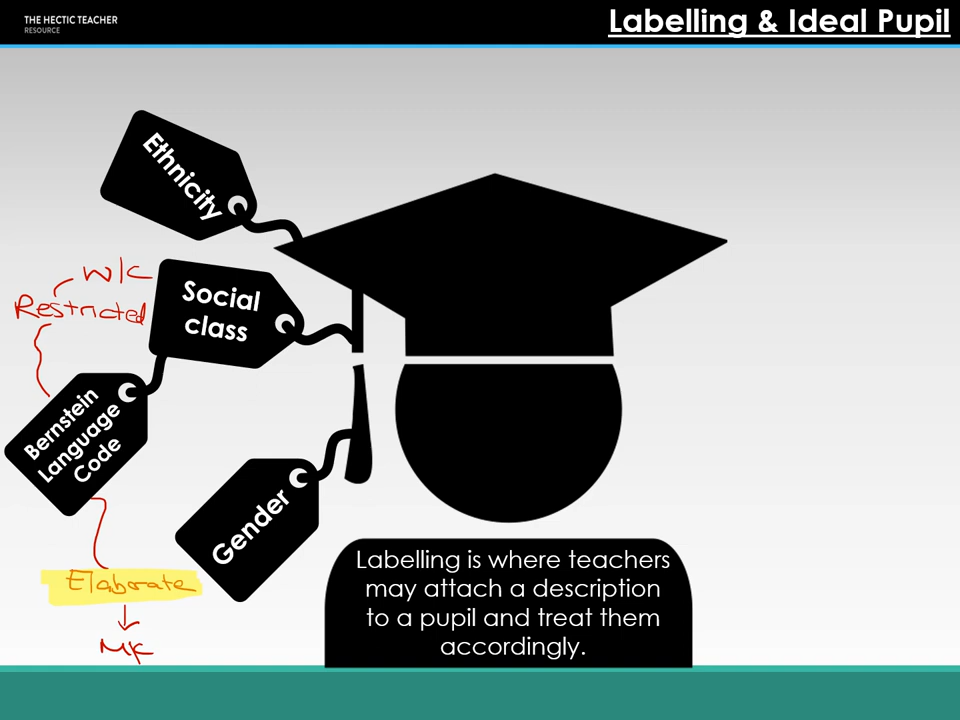 THE HECTIC TEACHER
RESOURCE
Labelling & Ideal Pupil
Ethnicity
W/C
Restricted
Social
class
Bernstein
Language
Code
Gender
Elaborate
Labelling is where teachers
may attach a description
to a pupil and treat them
accordingly.